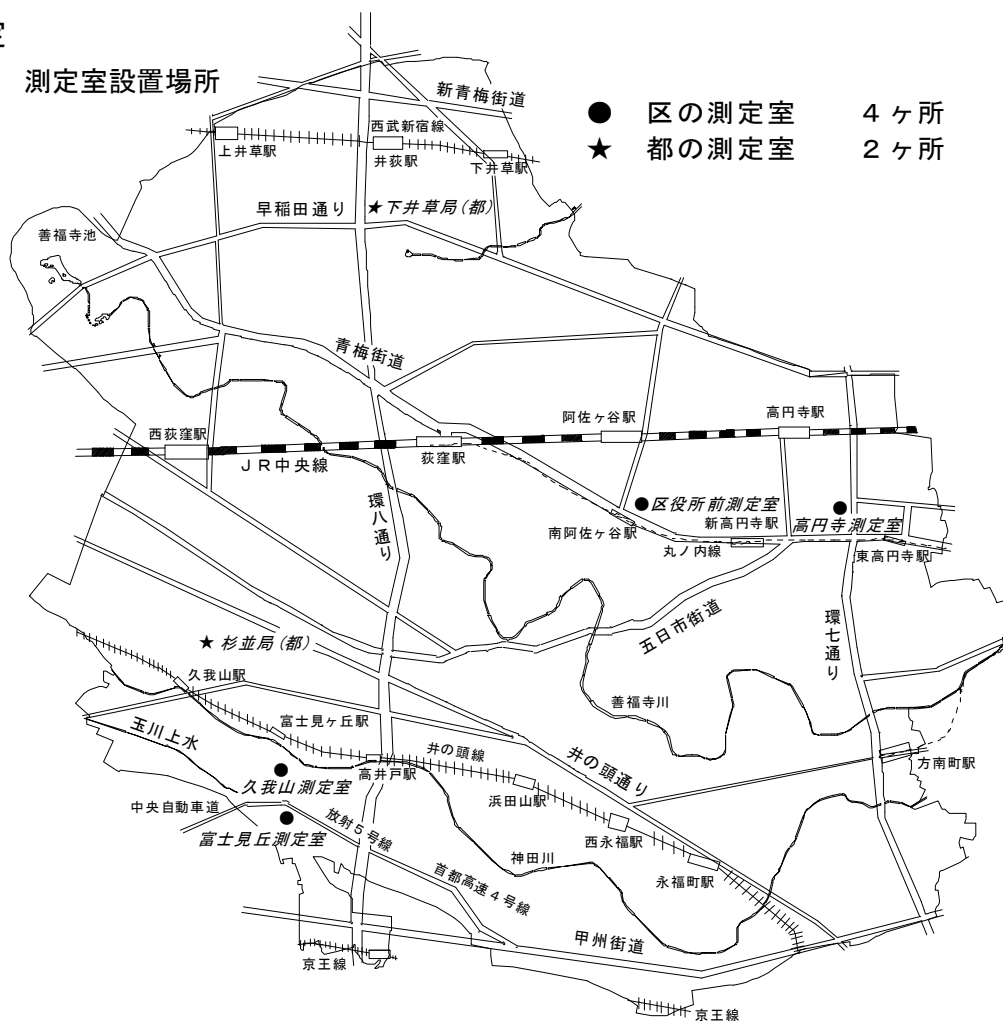 定
測定室設置場所
● 区の測定室 4ヶ所
★ 都の測定室 2ヶ所
新青梅街道
西武新宿線
上井草駅
井荻駅
下井草駅
早稲田通り
★下井草局(都)
善福寺池
青梅街道
阿佐ヶ谷駅
高円寺駅
西荻窪駅
荻窪駅
JR中央線
環八通り
区役所前測定室
南阿佐ヶ谷駅
新高円寺駅
高円寺測定室
丸ノ内線
東高円寺駅
五日市街道
環七通り
★杉並局(都)
久我山駅
善福寺川
富士見ヶ丘駅
玉川上水
井の頭線
井の頭通り
高井戸駅
方南町駅
久我山測定室
浜田山駅
中央自動車道
放射5号線
富士見丘測定室
西永福駅
神田川
首都高速4号線
永福町駅
甲州街道
京王線
京王線